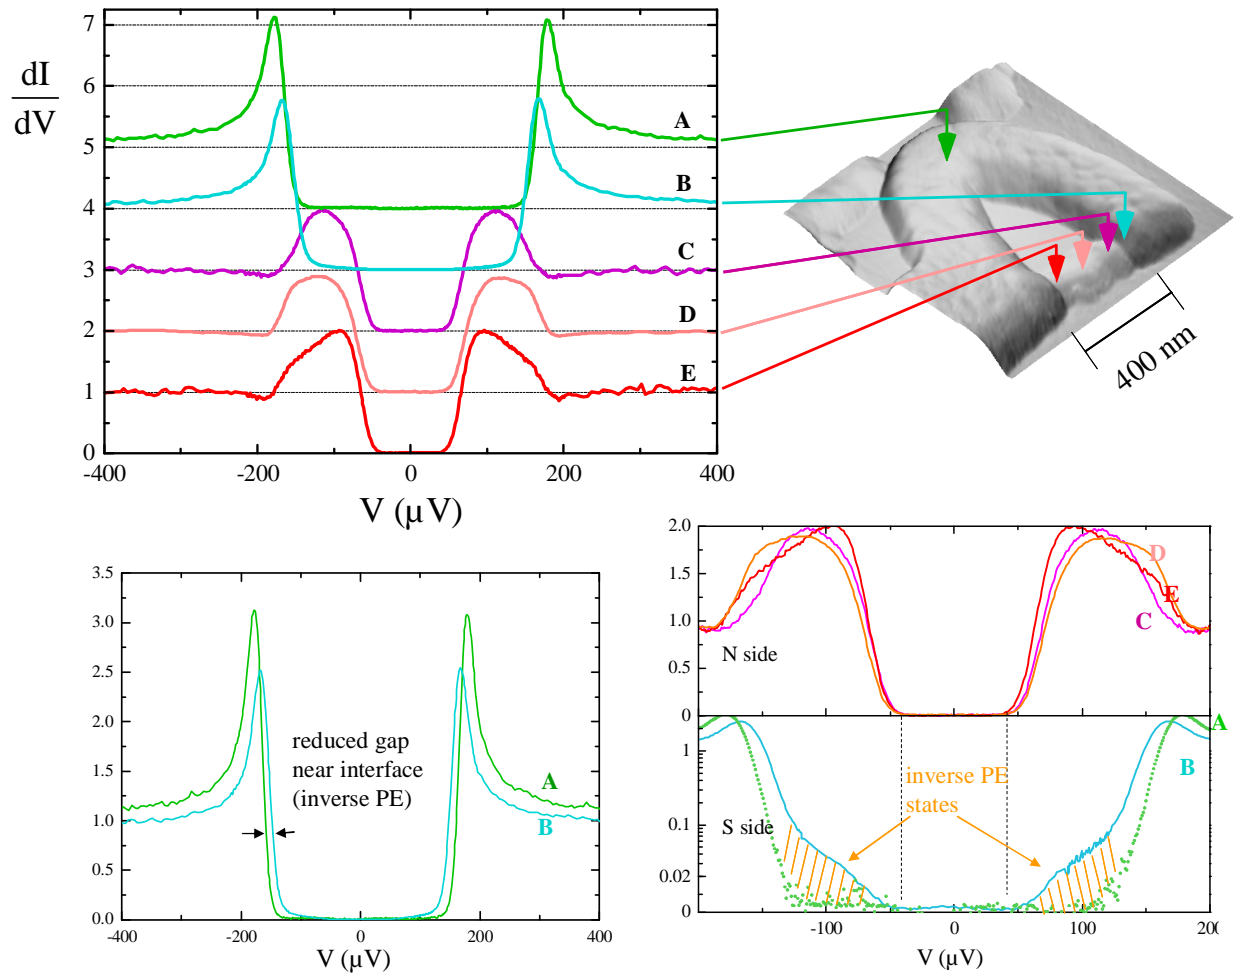 dI
dV
7
6
5
4
3
2
1
0
A
B
C
D
E
-400
-200
0
200
400
V (µV)
400 nm
3.5
3.0
2.5
2.0
1.5
1.0
0.5
0.0
-400
-200
0
200
400
reduced gap
near interface
(inverse PE)
A
B
V (µV)
2.0
1.5
1.0
0.5
0
D
E
C
N side
1
0.1
0.02
0
A
B
inverse PE
states
S side
-100
0
100
200
V (µV)